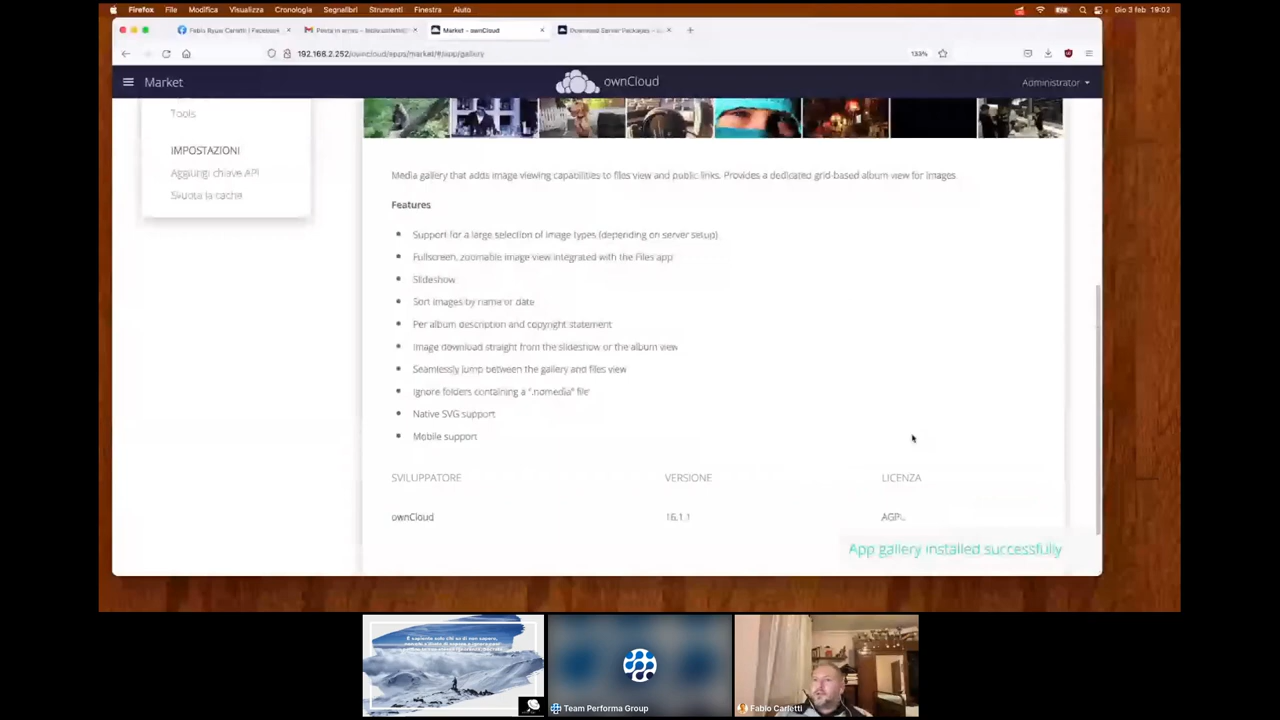 Firefox File Modifica Visualizza Cronologia Segnalibri Strumenti Finestra Aiuto Gio 3 feb 19:02
Fabio Ryuw Carletti | Facebook
Market - ownCloud
Download Server Packages -
192.168.2.252/owncloud/apps/market/#/app/gallery 133%
Market ownCloud Administrator
Tools
IMPOSTAZIONI
Aggiungi chiave API
Svuota la cache
Media gallery that adds image viewing capabilities to files view and public links. Provides a dedicated grid-based album view for images
Features
Support for a large selection of image types (depending on server setup)
Fullscreen, zoomable image view integrated with the Files app
Slideshow
Sort images by name or date
Per album description and copyright statement
Image download straight from the slideshow or the album view
Seamlessly jump between the gallery and files view
Ignore folders containing a ".nomedia" file
Native SVG support
Mobile support
SVILUPPATORE VERSIONE LICENZA
ownCloud 16.1.1 AGPL
App gallery installed successfully
Team Performa Group
Fabio Carletti